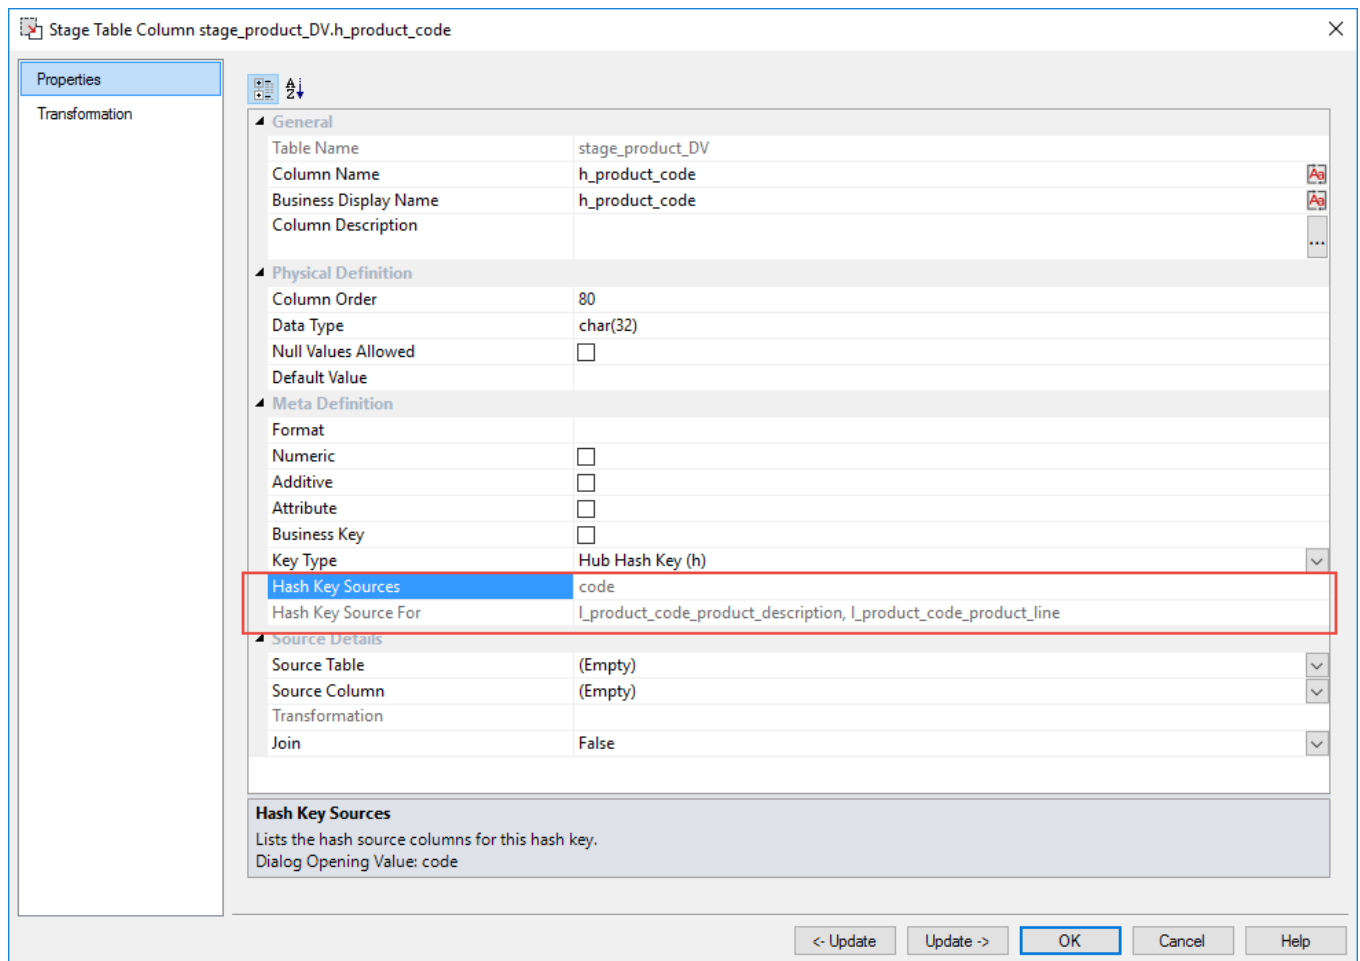 Stage Table Column stage_product_DV.h_product_code
Properties
Transformation
General
Table Name stage_product_DV
Column Name h_product_code
Business Display Name h_product_code
Column Description
...
Physical Definition
Column Order 80
Data Type char(32)
Null Values Allowed
Default Value
Meta Definition
Format
Numeric
Additive
Attribute
Business Key
Key Type Hub Hash Key (h)
Hash Key Sources code
Hash Key Source For l_product_code_product_description, l_product_code_product_line
Source Details
Source Table (Empty)
Source Column (Empty)
Transformation
Join False
Hash Key Sources
Lists the hash source columns for this hash key.
Dialog Opening Value: code
<- Update Update -> OK Cancel Help